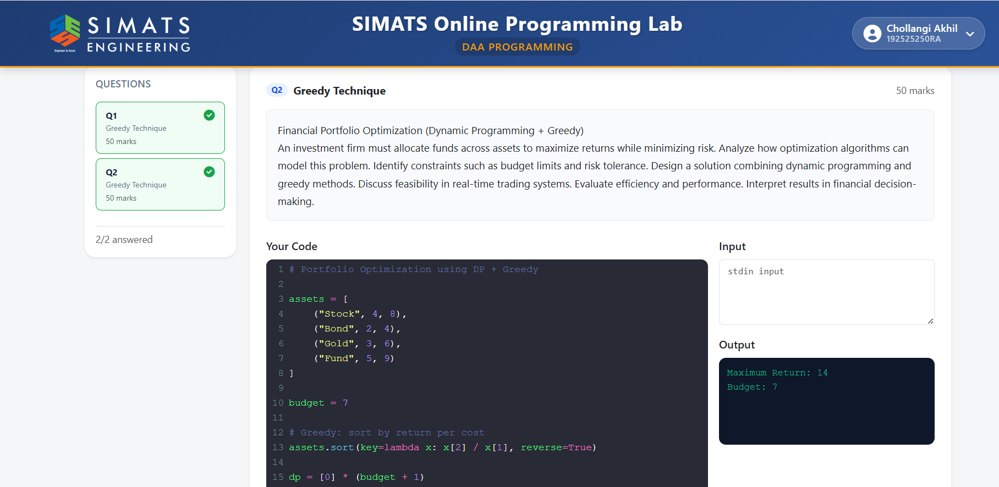 SIMATS
ENGINEERING
Engineer to Excel
SIMATS Online Programming Lab
DAA PROGRAMMING
Chollangi Akhil
192525250RA
QUESTIONS
Q1
Greedy Technique
50 marks
Q2
Greedy Technique
50 marks
2/2 answered
Q2 Greedy Technique
50 marks
Financial Portfolio Optimization (Dynamic Programming + Greedy)
An investment firm must allocate funds across assets to maximize returns while minimizing risk. Analyze how optimization algorithms can
model this problem. Identify constraints such as budget limits and risk tolerance. Design a solution combining dynamic programming and
greedy methods. Discuss feasibility in real-time trading systems. Evaluate efficiency and performance. Interpret results in financial decision-
making.
Your Code
1 # Portfolio Optimization using DP + Greedy
2
3 assets = [
4     ("Stock", 4, 8),
5     ("Bond", 2, 4),
6     ("Gold", 3, 6),
7     ("Fund", 5, 9)
8 ]
9
10 budget = 7
11
12 # Greedy: sort by return per cost
13 assets.sort(key=lambda x: x[2] / x[1], reverse=True)
14
15 dp = [0] * (budget + 1)
Input
stdin input
Output
Maximum Return: 14
Budget: 7